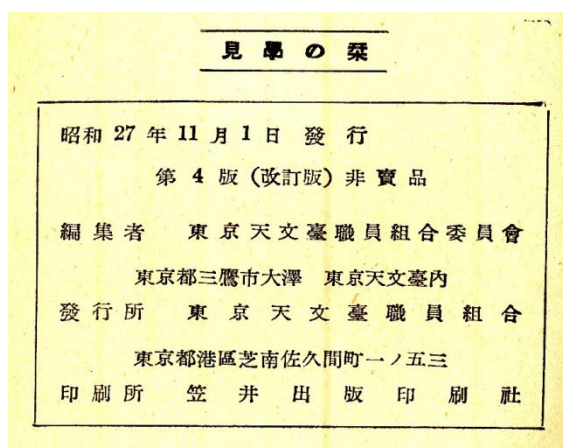 見學の栞
昭和 27 年 11 月 1 日 發 行
第 4 版 (改訂版) 非賣品
編集者 東京天文臺職員組合委員會
東京都三鷹市大澤 東京天文臺內
發行所 東京天文臺職員組合
東京都港區芝南佐久間町一ノ五三
印刷所 笠井出版印刷社